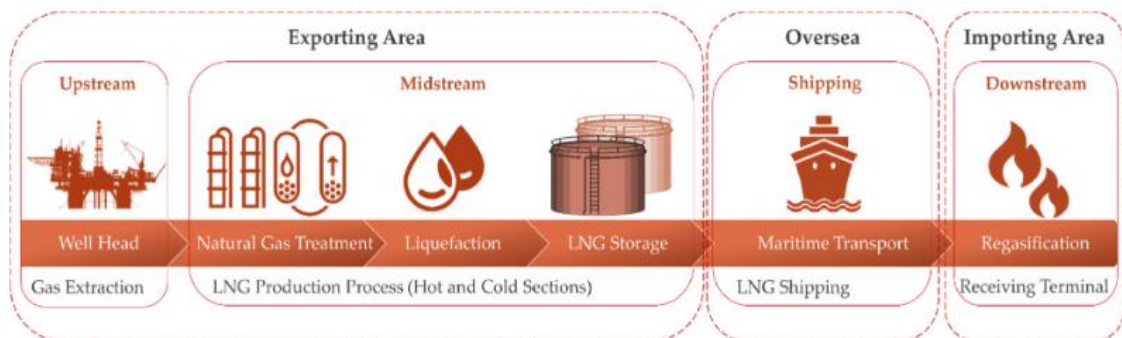 Exporting Area
Oversea
Importing Area
Upstream
Midstream
Shipping
Downstream
Well Head
Natural Gas Treatment
Liquefaction
LNG Storage
Maritime Transport
Regasification
Gas Extraction
LNG Production Process (Hot and Cold Sections)
LNG Shipping
Receiving Terminal